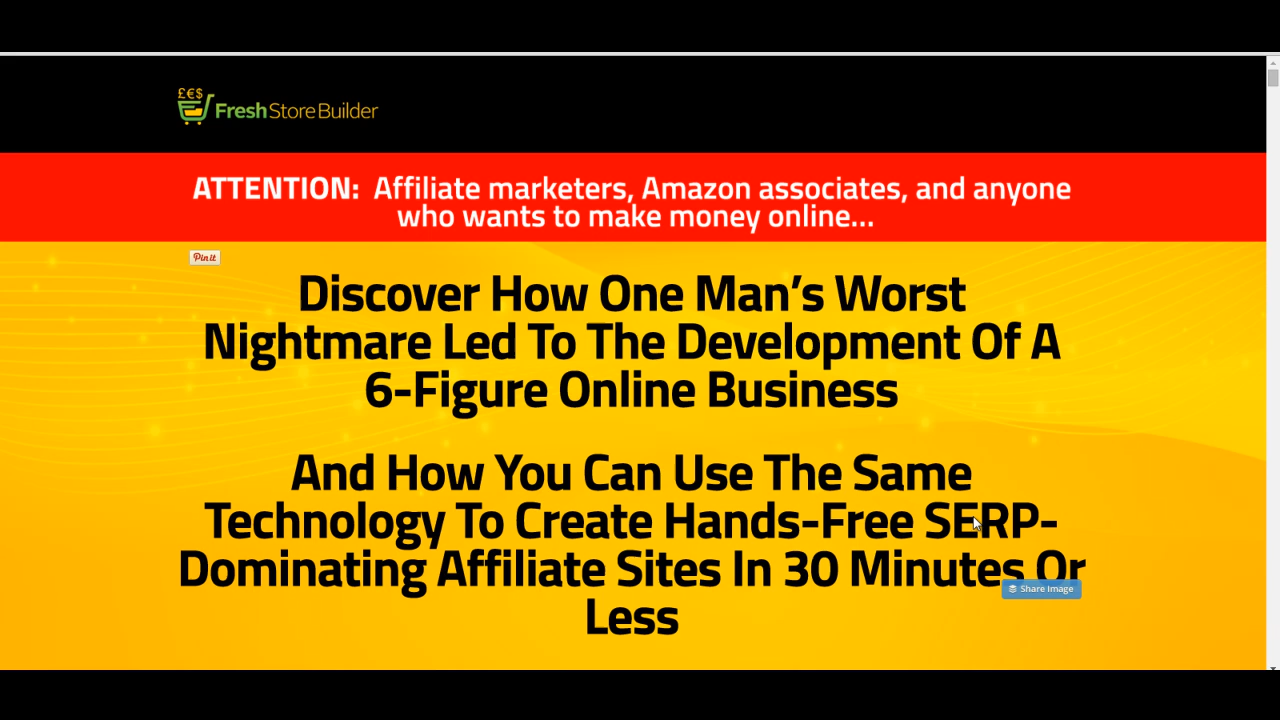 £€$
FreshStoreBuilder
ATTENTION: Affiliate marketers, Amazon associates, and anyone
who wants to make money online...
Pin it
Discover How One Man’s Worst
Nightmare Led To The Development Of A
6-Figure Online Business
And How You Can Use The Same
Technology To Create Hands-Free SERP-
Dominating Affiliate Sites In 30 Minutes Or
Share Image
Less